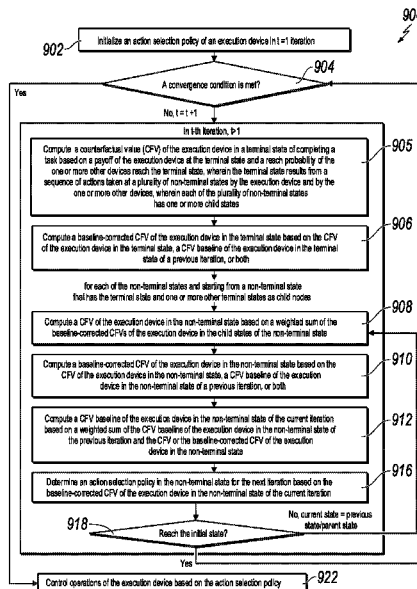 900
902
Initialize an action selection policy of an execution device in t =1 iteration
904
A convergence condition is met?
Yes
No, t = t +1
In t-th iteration, t>1
905
Compute a counterfactual value (CFV) of the execution device in a terminal state of completing a
task based on a payoff of the execution device at the terminal state and a reach probability of the
one or more other devices reach the terminal state, wherein the terminal state results from a
sequence of actions taken at a plurality of non-terminal states by the execution device and by the
one or more other devices, wherein each of the plurality of non-terminal states
has one or more child states
906
Compute a baseline-corrected CFV of the execution device in the terminal state based on the CFV
of the execution device in the terminal state, a CFV baseline of the execution device in the terminal
state of a previous iteration, or both
for each of the non-terminal states and starting from a non-terminal state
that has the terminal state and one or more other terminal states as child nodes
908
Compute a CFV of the execution device in the non-terminal state based on a weighted sum of the
baseline-corrected CFVs of the execution device in the child states of the non-terminal state
910
Compute a baseline-corrected CFV of the execution device in the non-terminal state based on the
CFV of the execution device in the non-terminal state, a CFV baseline of the execution
device in the non-terminal state of a previous iteration, or both
912
Compute a CFV baseline of the execution device in the non-terminal state of the current iteration
based on a weighted sum of the CFV baseline of the execution device in the non-terminal state of
the previous iteration and the CFV or the baseline-corrected CFV of the execution
device in the non-terminal state
916
Determine an action selection policy in the non-terminal state for the next iteration based on the
baseline-corrected CFV of the execution device in the non-terminal state of the current iteration
918
Reach the initial state?
No, current state = previous
state/parent state
Yes
Control operations of the execution device based on the action selection policy
922